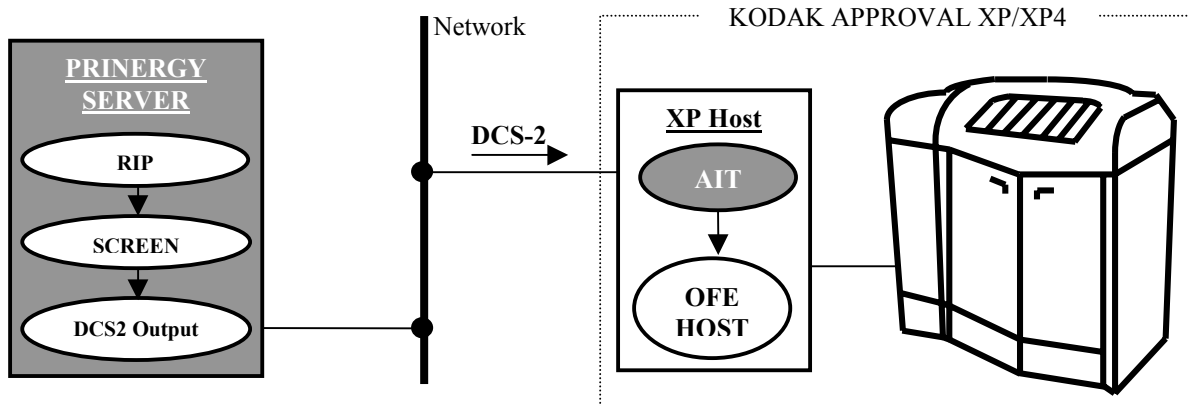 KODAK APPROVAL XP/XP4
Network
PRINERGY
SERVER
RIP
SCREEN
DCS2 Output
DCS-2
XP Host
AIT
OFE
HOST